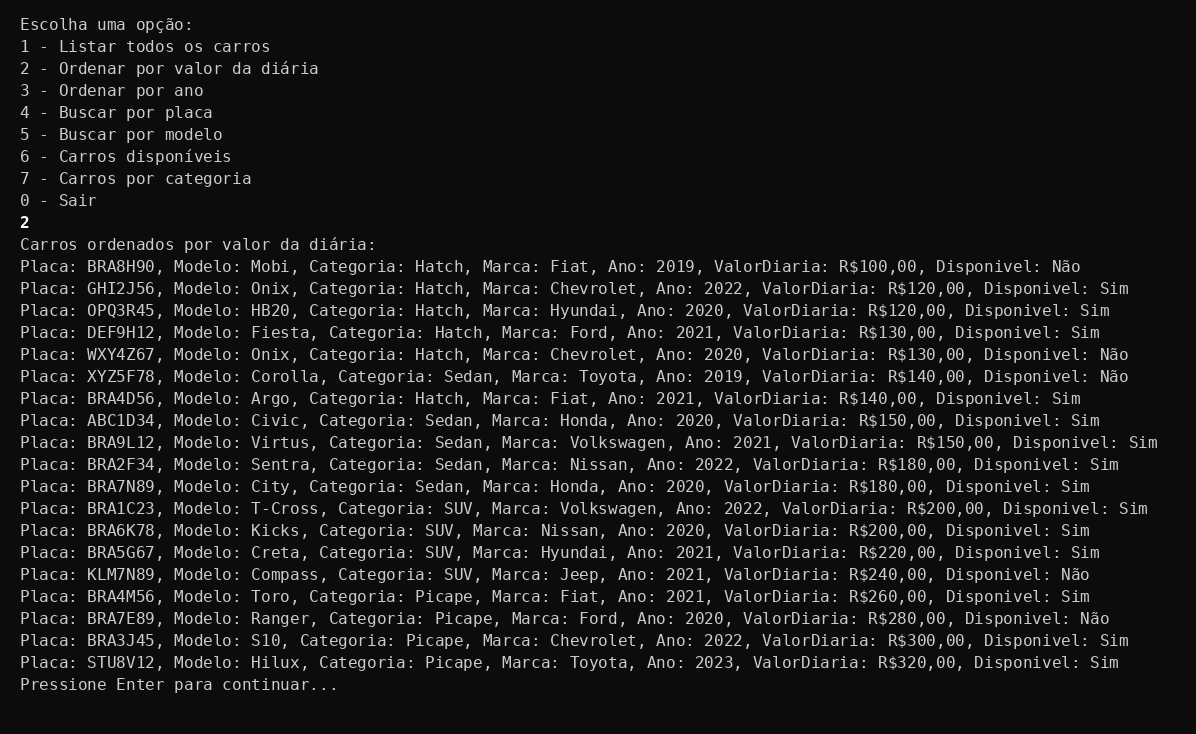 Escolha uma opção:
1 - Listar todos os carros
2 - Ordenar por valor da diária
3 - Ordenar por ano
4 - Buscar por placa
5 - Buscar por modelo
6 - Carros disponíveis
7 - Carros por categoria
0 - Sair
2
Carros ordenados por valor da diária:
Placa: BRA8H90, Modelo: Mobi, Categoria: Hatch, Marca: Fiat, Ano: 2019, ValorDiaria: R$100,00, Disponivel: Não
Placa: GHI2J56, Modelo: Onix, Categoria: Hatch, Marca: Chevrolet, Ano: 2022, ValorDiaria: R$120,00, Disponivel: Sim
Placa: OPQ3R45, Modelo: HB20, Categoria: Hatch, Marca: Hyundai, Ano: 2020, ValorDiaria: R$120,00, Disponivel: Sim
Placa: DEF9H12, Modelo: Fiesta, Categoria: Hatch, Marca: Ford, Ano: 2021, ValorDiaria: R$130,00, Disponivel: Sim
Placa: WXY4Z67, Modelo: Onix, Categoria: Hatch, Marca: Chevrolet, Ano: 2020, ValorDiaria: R$130,00, Disponivel: Não
Placa: XYZ5F78, Modelo: Corolla, Categoria: Sedan, Marca: Toyota, Ano: 2019, ValorDiaria: R$140,00, Disponivel: Não
Placa: BRA4D56, Modelo: Argo, Categoria: Hatch, Marca: Fiat, Ano: 2021, ValorDiaria: R$140,00, Disponivel: Sim
Placa: ABC1D34, Modelo: Civic, Categoria: Sedan, Marca: Honda, Ano: 2020, ValorDiaria: R$150,00, Disponivel: Sim
Placa: BRA9L12, Modelo: Virtus, Categoria: Sedan, Marca: Volkswagen, Ano: 2021, ValorDiaria: R$150,00, Disponivel: Sim
Placa: BRA2F34, Modelo: Sentra, Categoria: Sedan, Marca: Nissan, Ano: 2022, ValorDiaria: R$180,00, Disponivel: Sim
Placa: BRA7N89, Modelo: City, Categoria: Sedan, Marca: Honda, Ano: 2020, ValorDiaria: R$180,00, Disponivel: Sim
Placa: BRA1C23, Modelo: T-Cross, Categoria: SUV, Marca: Volkswagen, Ano: 2022, ValorDiaria: R$200,00, Disponivel: Sim
Placa: BRA6K78, Modelo: Kicks, Categoria: SUV, Marca: Nissan, Ano: 2020, ValorDiaria: R$200,00, Disponivel: Sim
Placa: BRA5G67, Modelo: Creta, Categoria: SUV, Marca: Hyundai, Ano: 2021, ValorDiaria: R$220,00, Disponivel: Sim
Placa: KLM7N89, Modelo: Compass, Categoria: SUV, Marca: Jeep, Ano: 2021, ValorDiaria: R$240,00, Disponivel: Não
Placa: BRA4M56, Modelo: Toro, Categoria: Picape, Marca: Fiat, Ano: 2021, ValorDiaria: R$260,00, Disponivel: Sim
Placa: BRA7E89, Modelo: Ranger, Categoria: Picape, Marca: Ford, Ano: 2020, ValorDiaria: R$280,00, Disponivel: Não
Placa: BRA3J45, Modelo: S10, Categoria: Picape, Marca: Chevrolet, Ano: 2022, ValorDiaria: R$300,00, Disponivel: Sim
Placa: STU8V12, Modelo: Hilux, Categoria: Picape, Marca: Toyota, Ano: 2023, ValorDiaria: R$320,00, Disponivel: Sim
Pressione Enter para continuar...